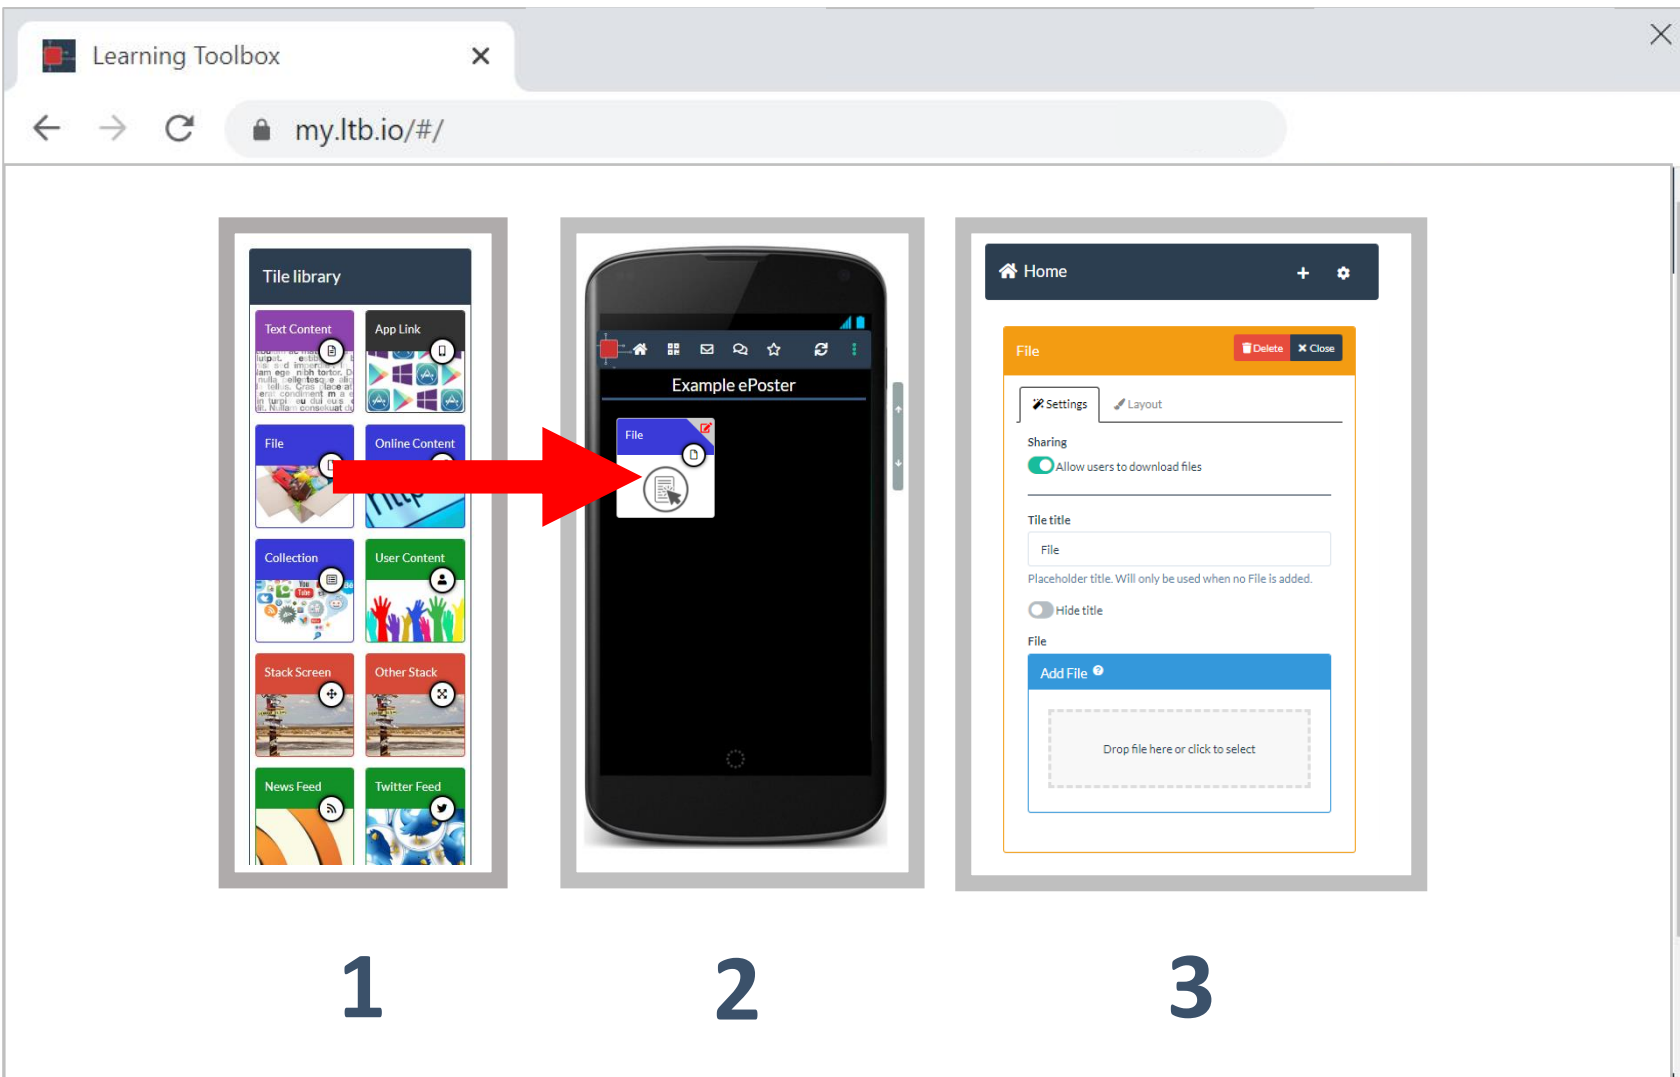 Learning Toolbox
my.ltb.io/#/
Tile library
Text Content
App Link
File
Online Content
Collection
User Content
Stack Screen
Other Stack
News Feed
Twitter Feed
Example ePoster
File
Home
File
Delete
Close
Settings
Layout
Sharing
Allow users to download files
Tile title
File
Placeholder title. Will only be used when no File is added.
Hide title
File
Add File
Drop file here or click to select
1
2
3